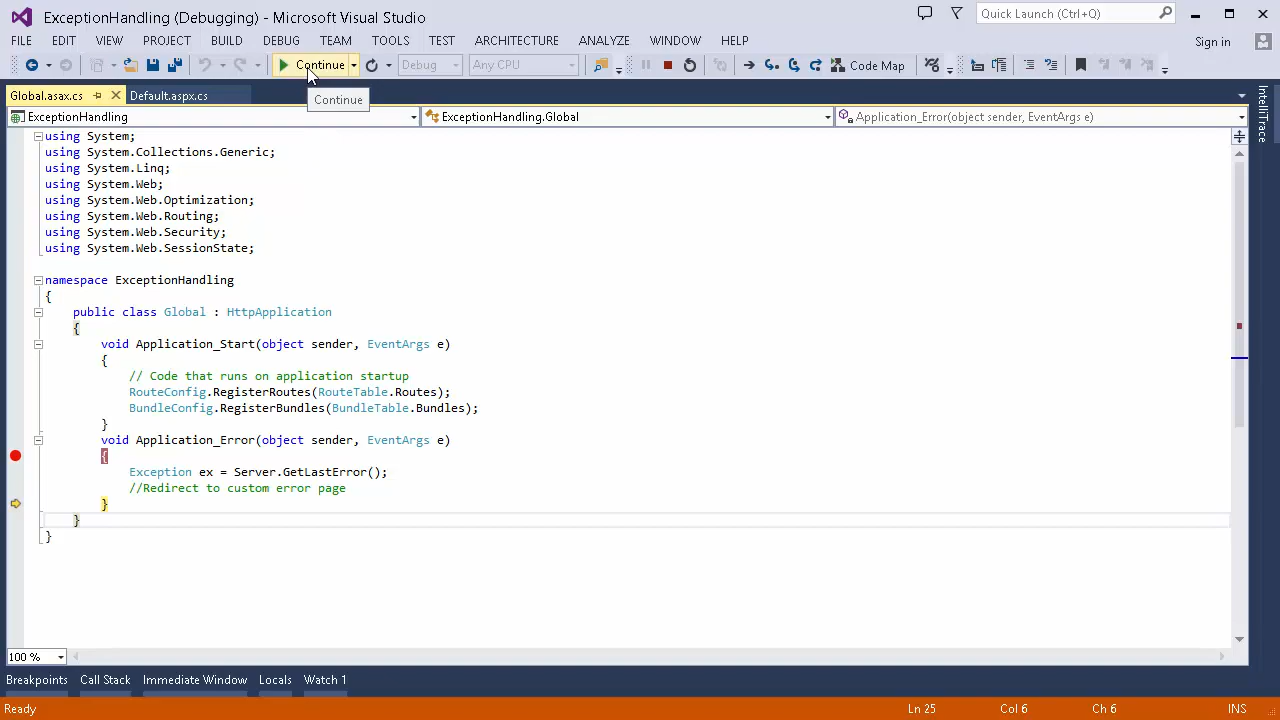 ExceptionHandling (Debugging) - Microsoft Visual Studio
Quick Launch (Ctrl+Q)
FILE EDIT VIEW PROJECT BUILD DEBUG TEAM TOOLS TEST ARCHITECTURE ANALYZE WINDOW HELP
Sign in
Continue Debug Any CPU Code Map
Global.asax.cs Default.aspx.cs
Continue
ExceptionHandling ExceptionHandling.Global Application_Error(object sender, EventArgs e)
IntelliTrace
using System;
using System.Collections.Generic;
using System.Linq;
using System.Web;
using System.Web.Optimization;
using System.Web.Routing;
using System.Web.Security;
using System.Web.SessionState;
namespace ExceptionHandling
{
public class Global : HttpApplication
{
void Application_Start(object sender, EventArgs e)
{
// Code that runs on application startup
RouteConfig.RegisterRoutes(RouteTable.Routes);
BundleConfig.RegisterBundles(BundleTable.Bundles);
}
void Application_Error(object sender, EventArgs e)
{
Exception ex = Server.GetLastError();
//Redirect to custom error page
}
}
}
100 %
Breakpoints Call Stack Immediate Window Locals Watch 1
Ready Ln 25 Col 6 Ch 6 INS